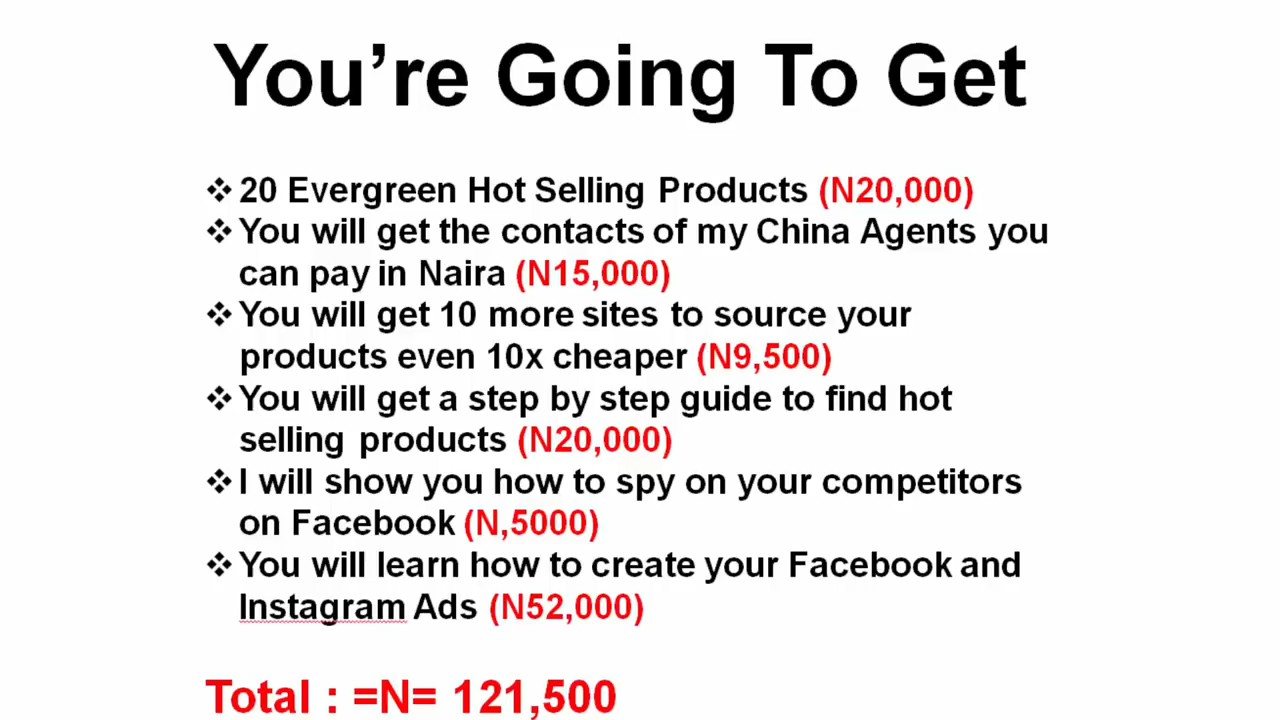 You’re Going To Get
❖ 20 Evergreen Hot Selling Products (N20,000)
❖ You will get the contacts of my China Agents you
can pay in Naira (N15,000)
❖ You will get 10 more sites to source your
products even 10x cheaper (N9,500)
❖ You will get a step by step guide to find hot
selling products (N20,000)
❖ I will show you how to spy on your competitors
on Facebook (N,5000)
❖ You will learn how to create your Facebook and
Instagram Ads (N52,000)
Total : =N= 121,500